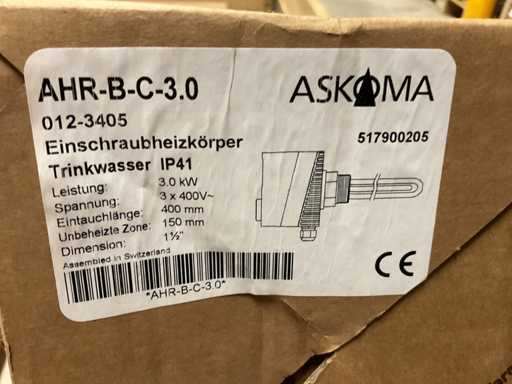 AHR-B-C-3.0
ASKOMA
012-3405
517900205
Einschraubheizkörper
Trinkwasser IP41
Leistung: 3.0 kW
Spannung: 3 x 400V~
Eintauchlänge: 400 mm
Unbeheizte Zone: 150 mm
Dimension: 1½"
Assembled in Switzerland
CE
*AHR-B-C-3.0*